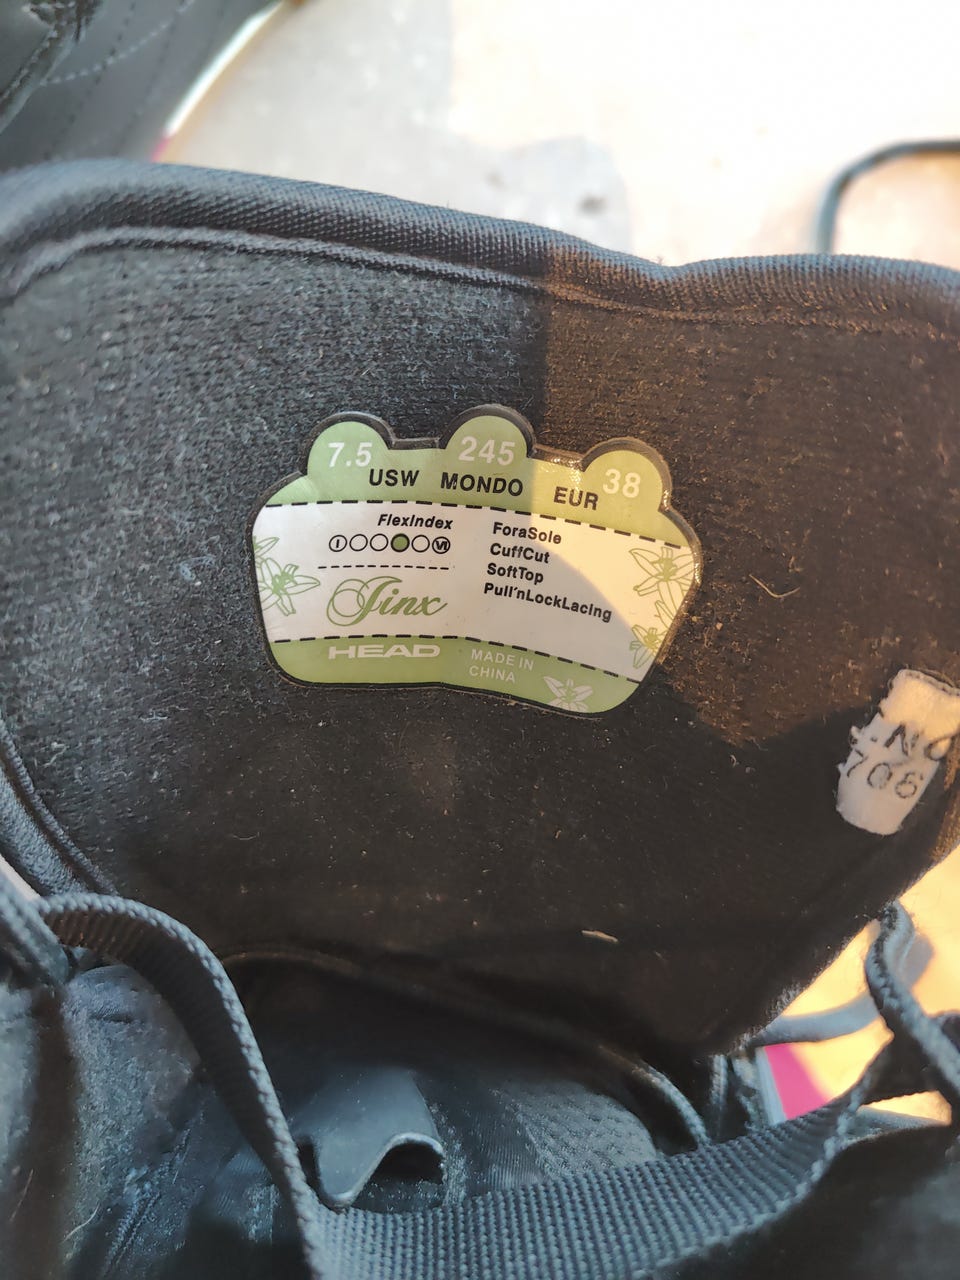 7.5 245 38
USW MONDO EUR
FlexIndex
I VI
Jinx
ForaSole
CuffCut
SoftTop
Pull'nLockLacing
HEAD
MADE IN
CHINA
706